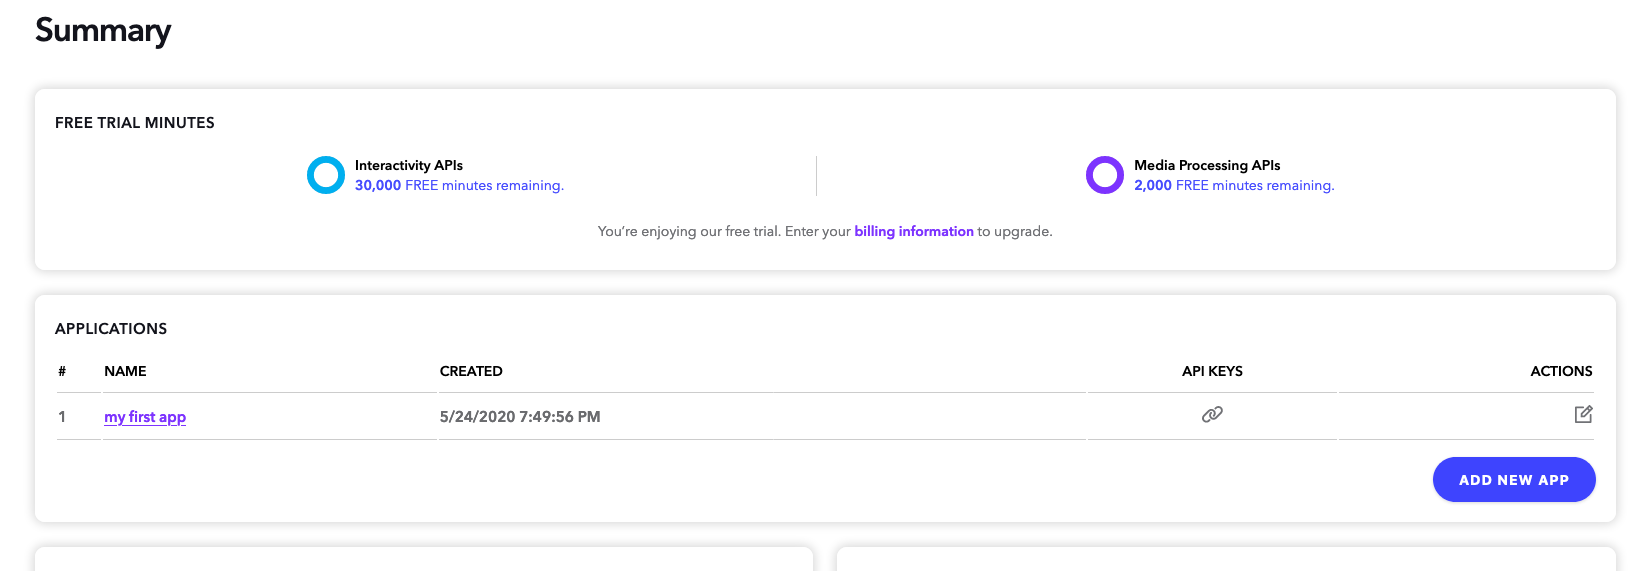 Summary
FREE TRIAL MINUTES
Interactivity APIs
30,000 FREE minutes remaining.
Media Processing APIs
2,000 FREE minutes remaining.
You're enjoying our free trial. Enter your billing information to upgrade.
APPLICATIONS
# NAME CREATED API KEYS ACTIONS
1 my first app 5/24/2020 7:49:56 PM
ADD NEW APP